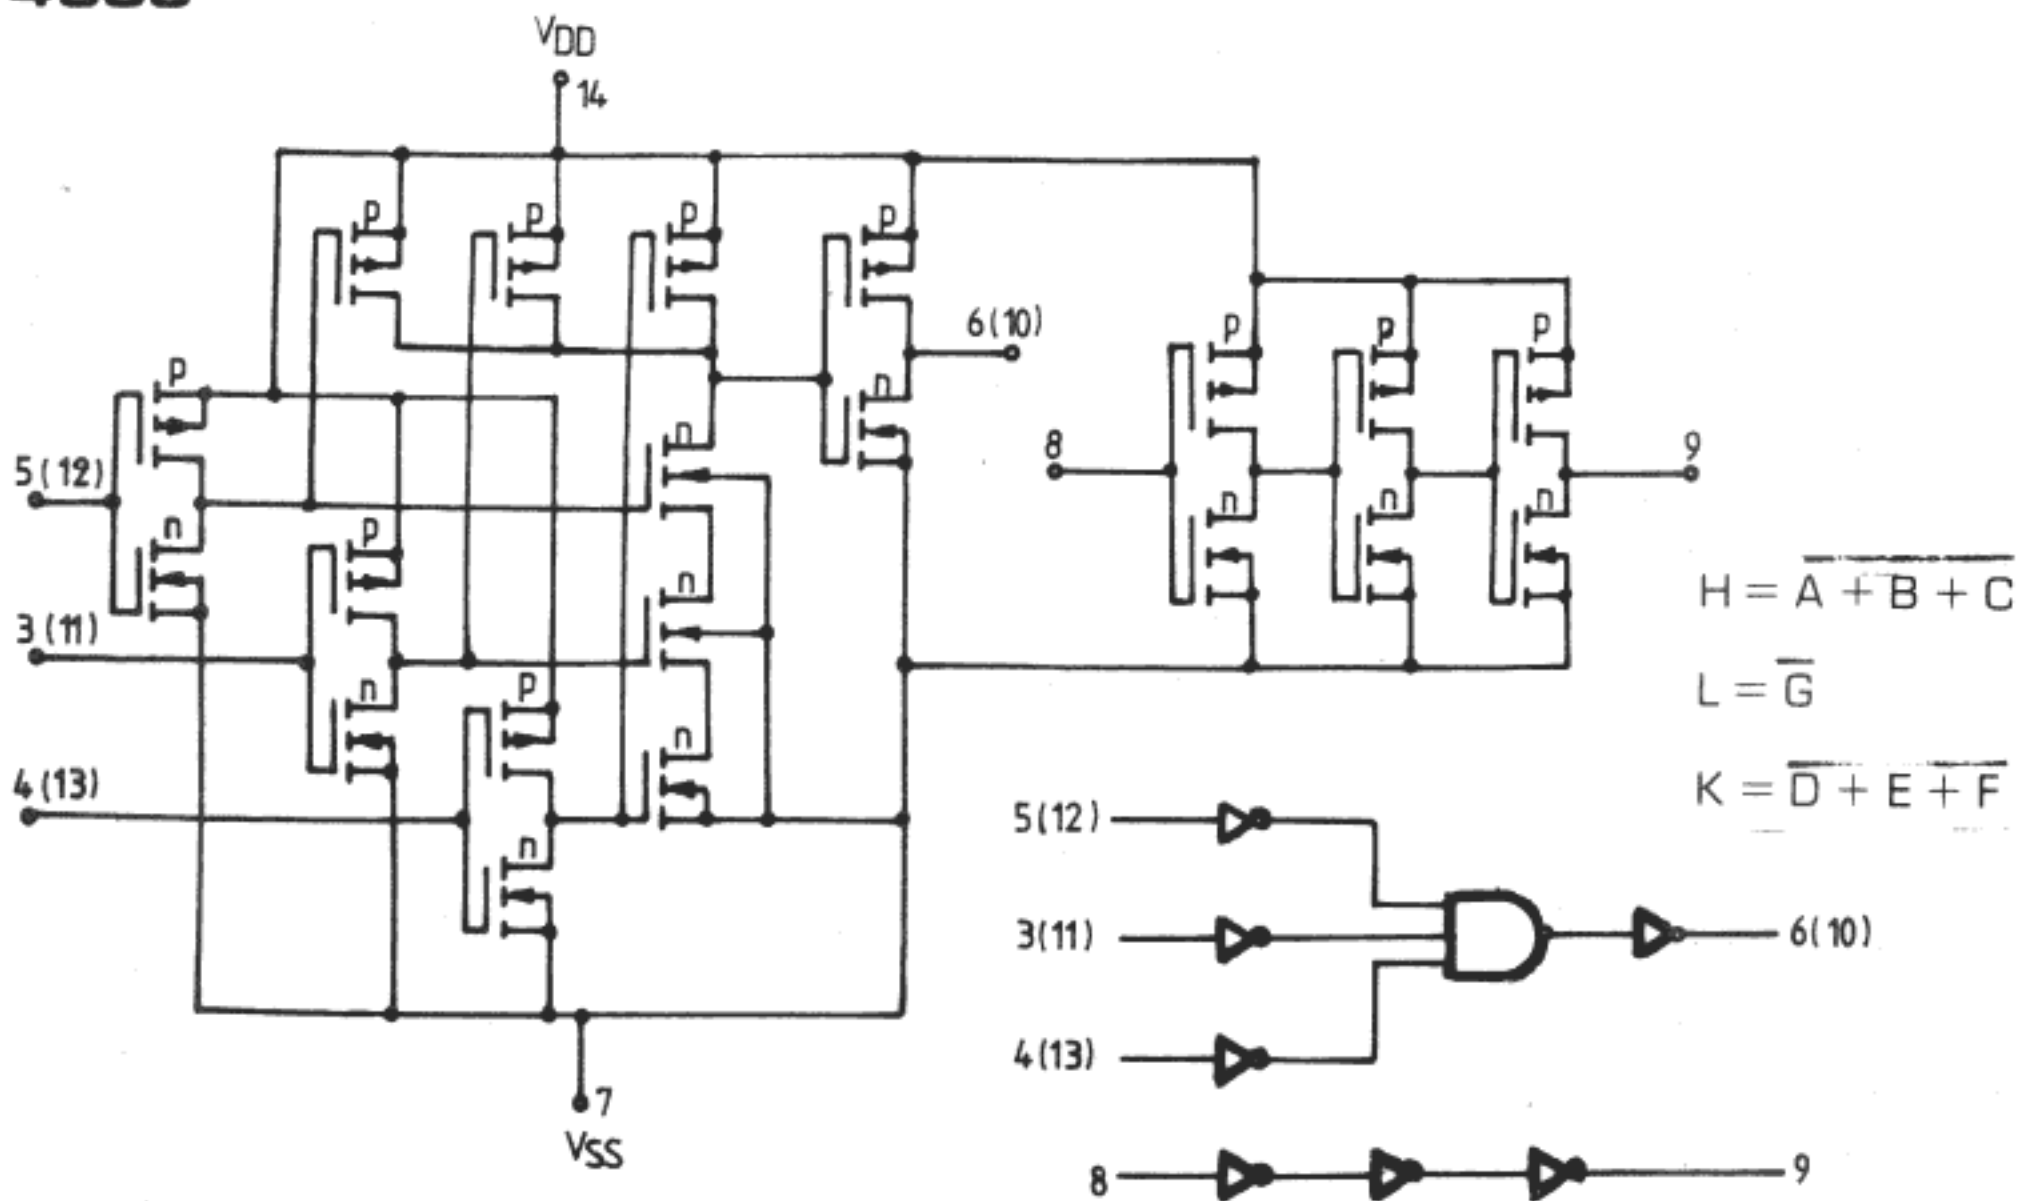 VDD
14
p p p p
6(10)
p p p
p
n
n
8
9
5(12)
n
n n n
p
n
3(11)
H = A + B + C
p
n
L = G
n
4(13)
K = D + E + F
5(12)
n
3(11)
6(10)
4(13)
7
VSS
8
9